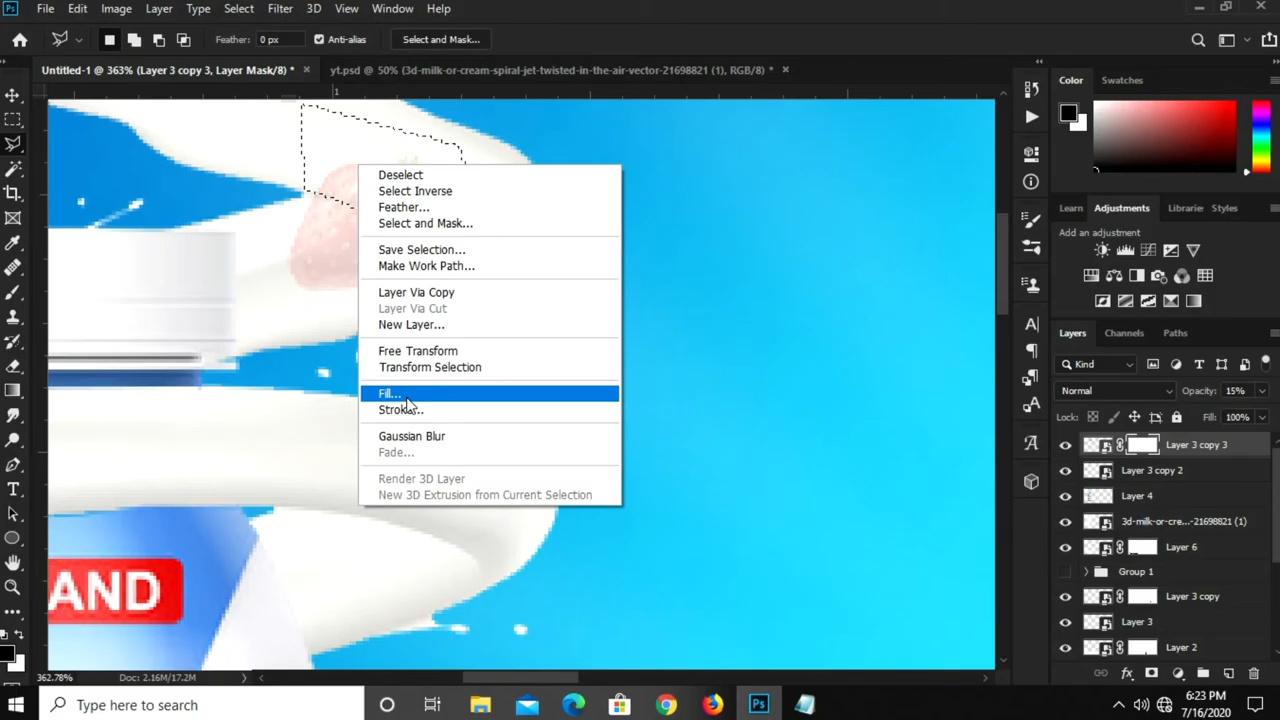 File Edit Image Layer Type Select Filter 3D View Window Help
Feather: 0 px Anti-alias Select and Mask...
Untitled-1 @ 363% (Layer 3 copy 3, Layer Mask/8) * yt.psd @ 50% (3d-milk-or-cream-spiral-jet-twisted-in-the-air-vector-21698821 (1), RGB/8) *
1
Deselect
Select Inverse
Feather...
Select and Mask...
Save Selection...
Make Work Path...
Layer Via Copy
Layer Via Cut
New Layer...
Free Transform
Transform Selection
Fill...
Stroke...
Gaussian Blur
Fade...
Render 3D Layer
New 3D Extrusion from Current Selection
AND
Color Swatches
Learn Adjustments Librarie Styles
Add an adjustment
Layers Channels Paths
Kind
Normal Opacity: 15%
Lock: Fill: 100%
Layer 3 copy 3
Layer 3 copy 2
Layer 4
3d-milk-or-cre...-21698821 (1)
Layer 6
Group 1
Layer 3 copy
Layer 3
Layer 2
362.78% Doc: 2.16M/17.2M
Type here to search
6:23 PM
7/16/2020